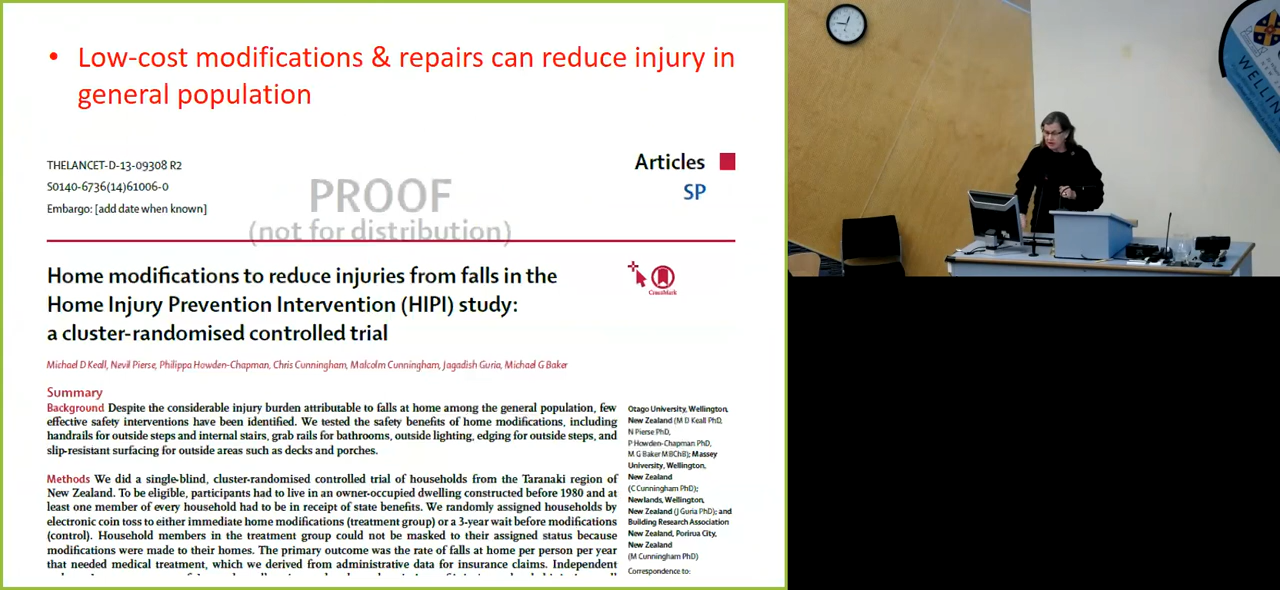 • Low-cost modifications & repairs can reduce injury in
general population
THELANCET-D-13-09308 R2
S0140-6736(14)61006-0
Embargo: [add date when known]
PROOF
(not for distribution)
Articles
SP
Home modifications to reduce injuries from falls in the
Home Injury Prevention Intervention (HIPI) study:
a cluster-randomised controlled trial
CrossMark
Michael D Keall, Nevil Pierse, Philippa Howden-Chapman, Chris Cunningham, Malcolm Cunningham, Jagadish Guria, Michael G Baker
Summary
Background Despite the considerable injury burden attributable to falls at home among the general population, few
effective safety interventions have been identified. We tested the safety benefits of home modifications, including
handrails for outside steps and internal stairs, grab rails for bathrooms, outside lighting, edging for outside steps, and
slip-resistant surfacing for outside areas such as decks and porches.
Methods We did a single-blind, cluster-randomised controlled trial of households from the Taranaki region of
New Zealand. To be eligible, participants had to live in an owner-occupied dwelling constructed before 1980 and at
least one member of every household had to be in receipt of state benefits. We randomly assigned households by
electronic coin toss to either immediate home modifications (treatment group) or a 3-year wait before modifications
(control). Household members in the treatment group could not be masked to their assigned status because
modifications were made to their homes. The primary outcome was the rate of falls at home per person per year
that needed medical treatment, which we derived from administrative data for insurance claims. Independent
Otago University, Wellington,
New Zealand (M D Keall PhD,
N Pierse PhD,
P Howden-Chapman PhD,
M G Baker MBChB); Massey
University, Wellington,
New Zealand
(C Cunningham PhD);
Newlands, Wellington,
New Zealand (J Guria PhD); and
Building Research Association
New Zealand, Porirua City,
New Zealand
(M Cunningham PhD)
Correspondence to:
WELLIN